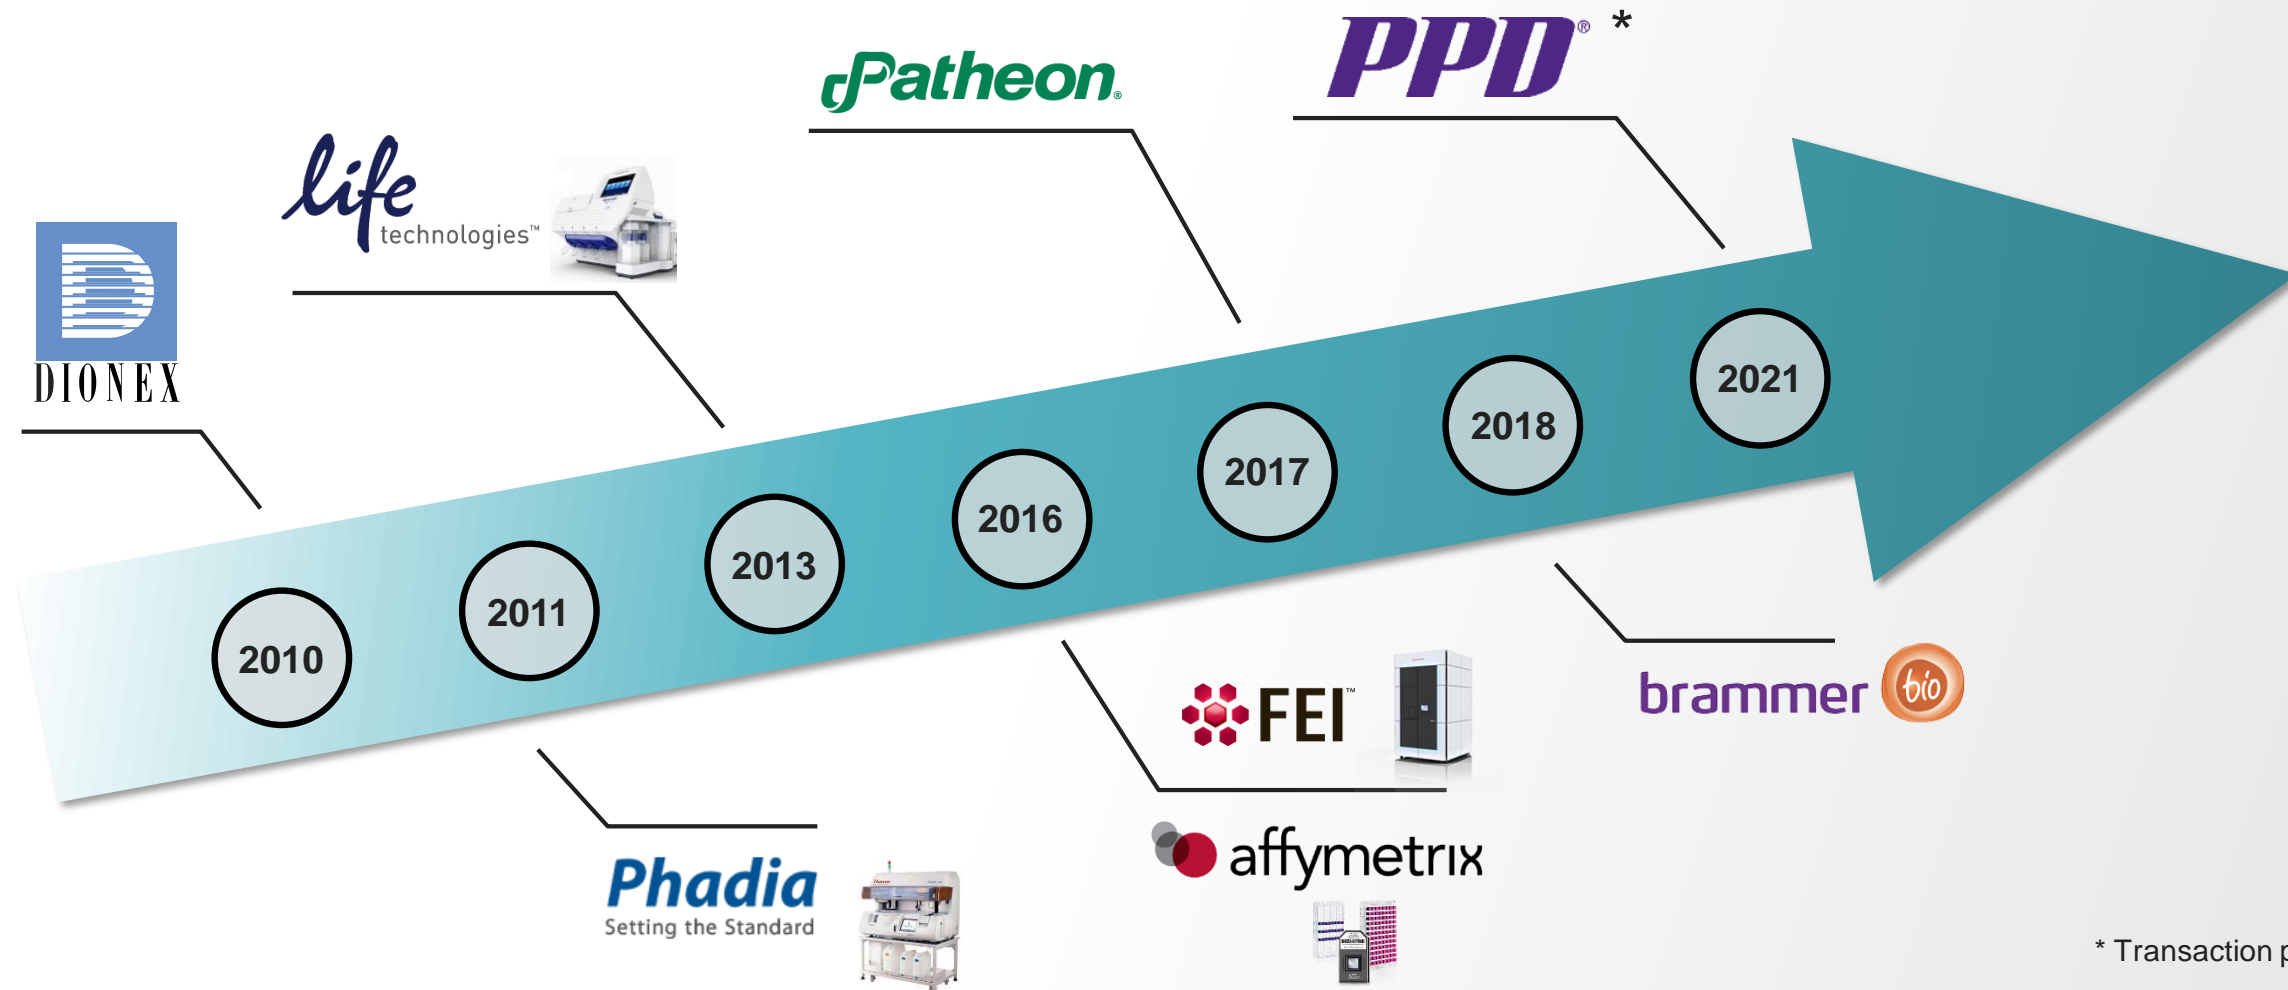 PPD® *
Patheon®
life
technologies™
DIONEX
2021
2018
2017
2016
2013
2011
2010
FEI™
brammer bio
affymetrix
Phadia
Setting the Standard
* Transaction p